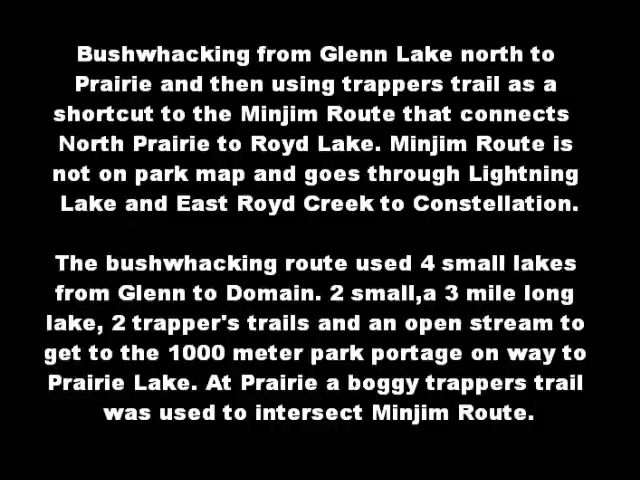 Bushwhacking from Glenn Lake north to
Prairie and then using trappers trail as a
shortcut to the Minjim Route that connects
North Prairie to Royd Lake. Minjim Route is
not on park map and goes through Lightning
Lake and East Royd Creek to Constellation.
The bushwhacking route used 4 small lakes
from Glenn to Domain. 2 small,a 3 mile long
lake, 2 trapper's trails and an open stream to
get to the 1000 meter park portage on way to
Prairie Lake. At Prairie a boggy trappers trail
was used to intersect Minjim Route.